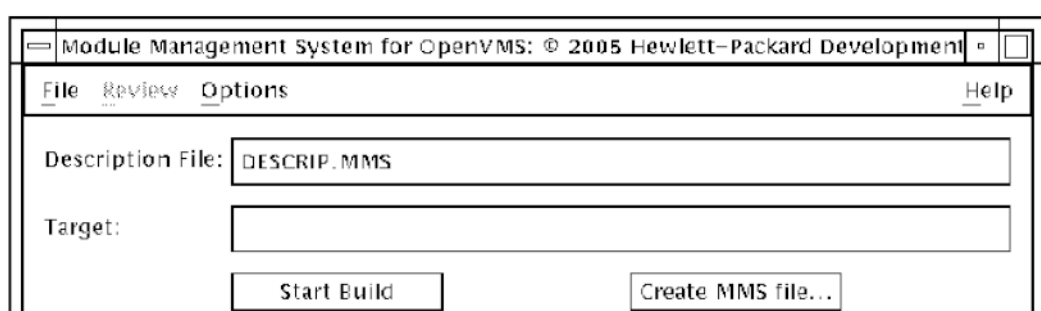 Module Management System for OpenVMS: © 2005 Hewlett-Packard Development
File Review Options Help
Description File: DESCRIP.MMS
Target:
Start Build Create MMS file...